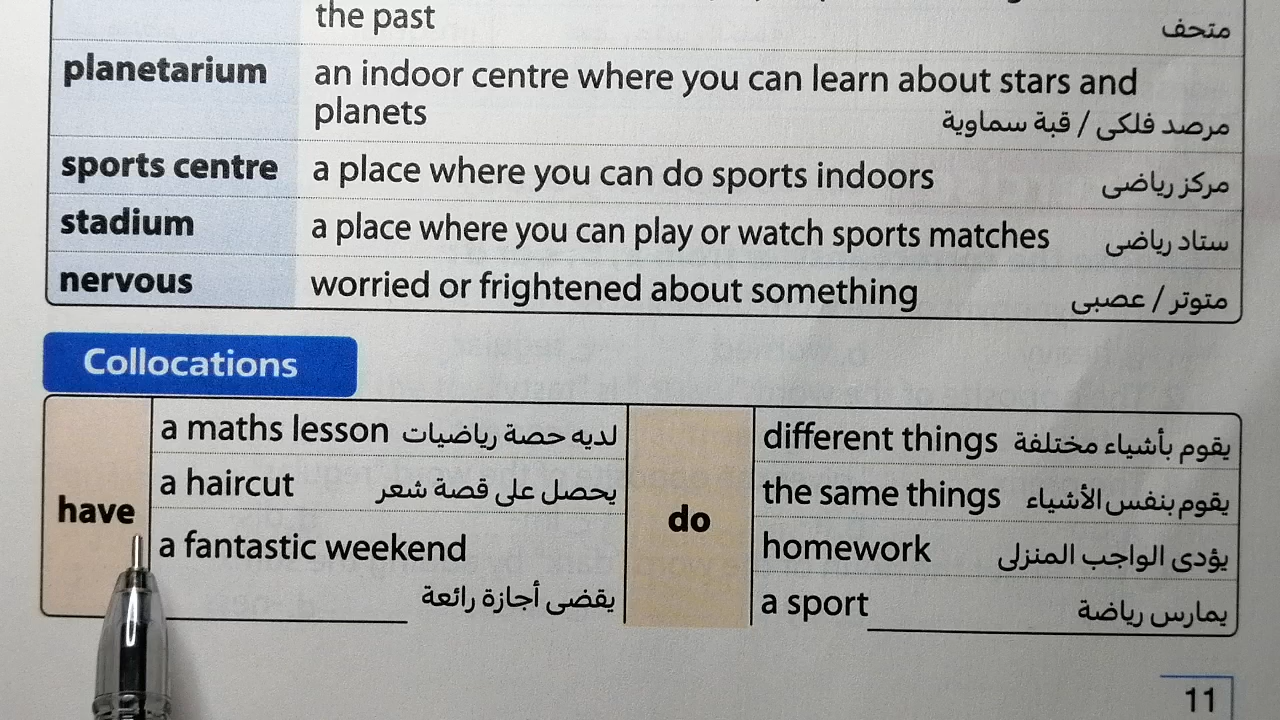 the past متحف
planetarium an indoor centre where you can learn about stars and
planets مرصد فلكى / قبة سماوية
sports centre a place where you can do sports indoors مركز رياضى
stadium a place where you can play or watch sports matches ستاد رياضى
nervous worried or frightened about something متوتر / عصبى
Collocations
have
a maths lesson لديه حصة رياضيات
a haircut يحصل على قصة شعر
a fantastic weekend
يقضى أجازة رائعة
do
different things يقوم بأشياء مختلفة
the same things يقوم بنفس الأشياء
homework يؤدى الواجب المنزلى
a sport يمارس رياضة
11